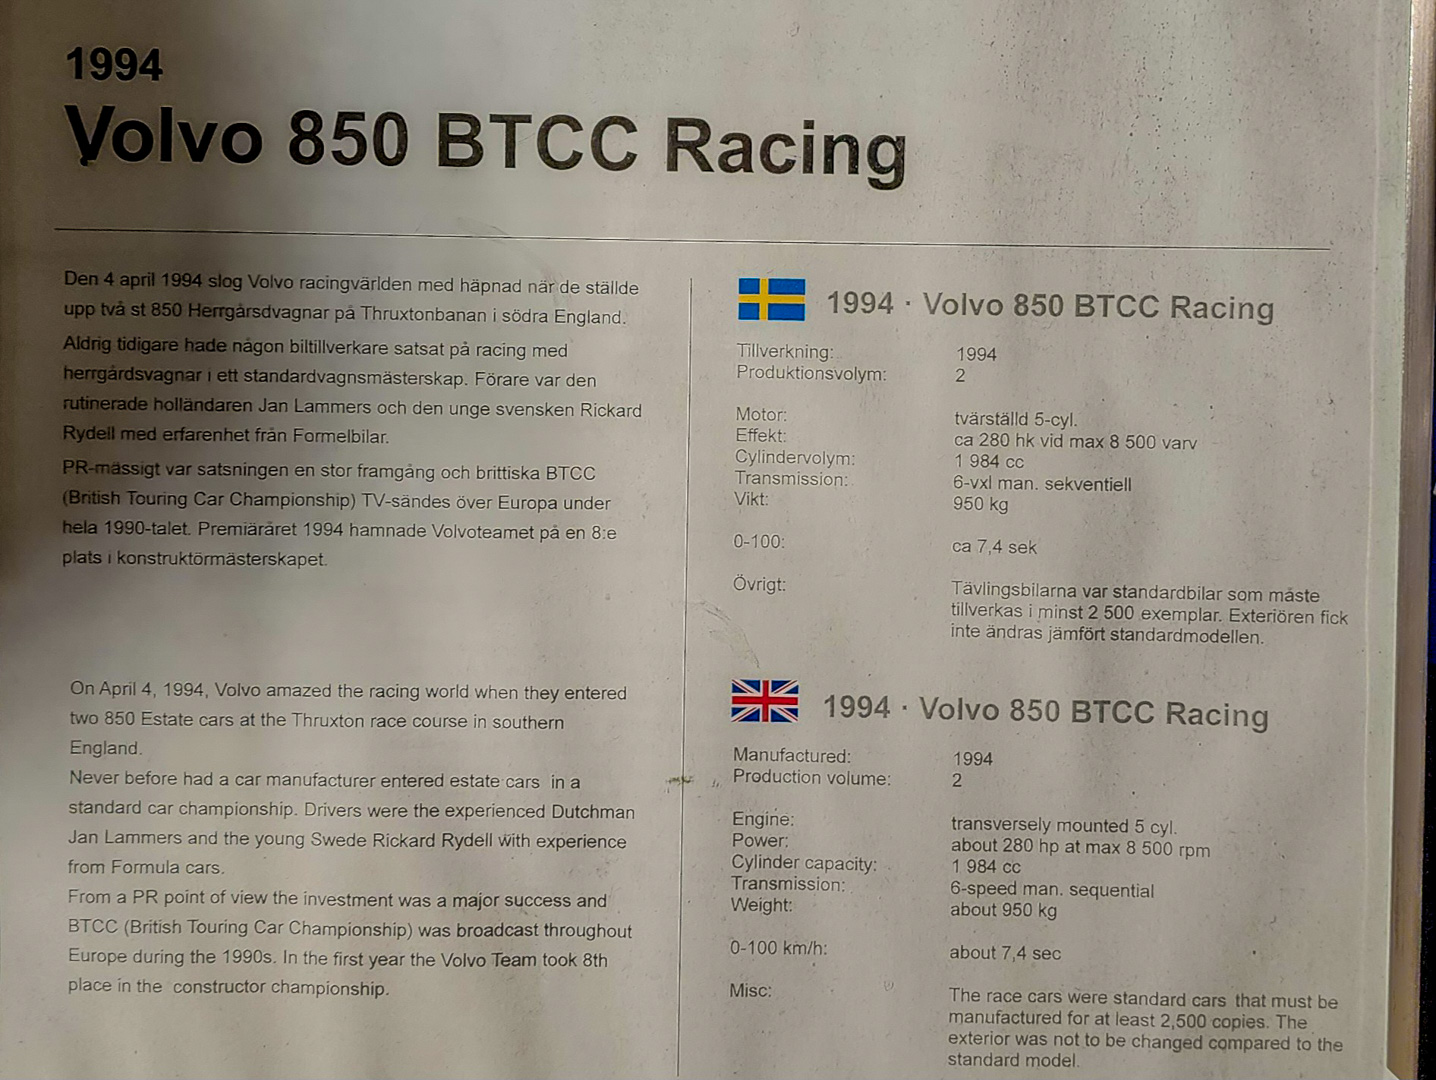 1994
Volvo 850 BTCC Racing
Den 4 april 1994 slog Volvo racingvärlden med häpnad när de ställde
upp två st 850 Herrgårsdvagnar på Thruxtonbanan i södra England.
Aldrig tidigare hade någon biltillverkare satsat på racing med
herrgårdsvagnar i ett standardvagnsmästerskap. Förare var den
rutinerade holländaren Jan Lammers och den unge svensken Rickard
Rydell med erfarenhet från Formelbilar.
PR-mässigt var satsningen en stor framgång och brittiska BTCC
(British Touring Car Championship) TV-sändes över Europa under
hela 1990-talet. Premiäråret 1994 hamnade Volvoteamet på en 8:e
plats i konstruktörmästerskapet.
On April 4, 1994, Volvo amazed the racing world when they entered
two 850 Estate cars at the Thruxton race course in southern
England.
Never before had a car manufacturer entered estate cars in a
standard car championship. Drivers were the experienced Dutchman
Jan Lammers and the young Swede Rickard Rydell with experience
from Formula cars.
From a PR point of view the investment was a major success and
BTCC (British Touring Car Championship) was broadcast throughout
Europe during the 1990s. In the first year the Volvo Team took 8th
place in the constructor championship.
1994 · Volvo 850 BTCC Racing
Tillverkning: 1994
Produktionsvolym: 2
Motor: tvärställd 5-cyl.
Effekt: ca 280 hk vid max 8 500 varv
Cylindervolym: 1 984 cc
Transmission: 6-vxl man. sekventiell
Vikt: 950 kg
0-100: ca 7,4 sek
Övrigt: Tävlingsbilarna var standardbilar som måste
tillverkas i minst 2 500 exemplar. Exteriören fick
inte ändras jämfört standardmodellen.
1994 · Volvo 850 BTCC Racing
Manufactured: 1994
Production volume: 2
Engine: transversely mounted 5 cyl.
Power: about 280 hp at max 8 500 rpm
Cylinder capacity: 1 984 cc
Transmission: 6-speed man. sequential
Weight: about 950 kg
0-100 km/h: about 7,4 sec
Misc: The race cars were standard cars that must be
manufactured for at least 2,500 copies. The
exterior was not to be changed compared to the
standard model.